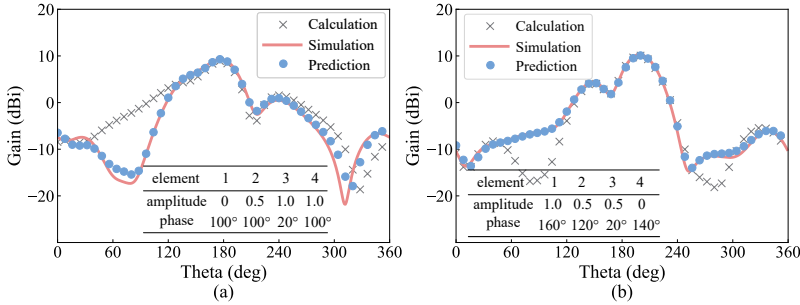 20
10
0
−10
−20
Gain (dBi)
Calculation
Simulation
Prediction
element 1 2 3 4
amplitude 0 0.5 1.0 1.0
phase 100° 100° 20° 100°
0 60 120 180 240 300 360
Theta (deg)
(a)
20
10
0
−10
−20
Gain (dBi)
Calculation
Simulation
Prediction
element 1 2 3 4
amplitude 1.0 0.5 0.5 0
phase 160° 120° 20° 140°
0 60 120 180 240 300 360
Theta (deg)
(b)